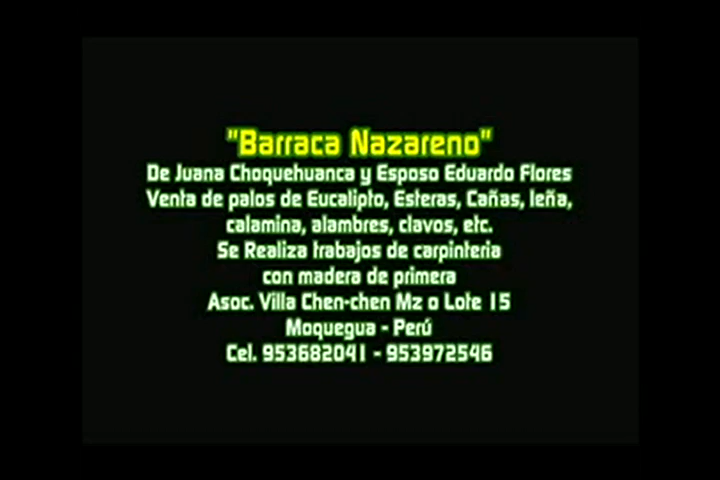 "Barraca Nazareno"
De Juana Choquehuanca y Esposo Eduardo Flores
Venta de palos de Eucalipto, Esteras, Cañas, leña,
calamina, alambres, clavos, etc.
Se Realiza trabajos de carpinteria
con madera de primera
Asoc. Villa Chen-chen Mz o Lote 15
Moquegua - Perú
Cel. 953682041 - 953972546